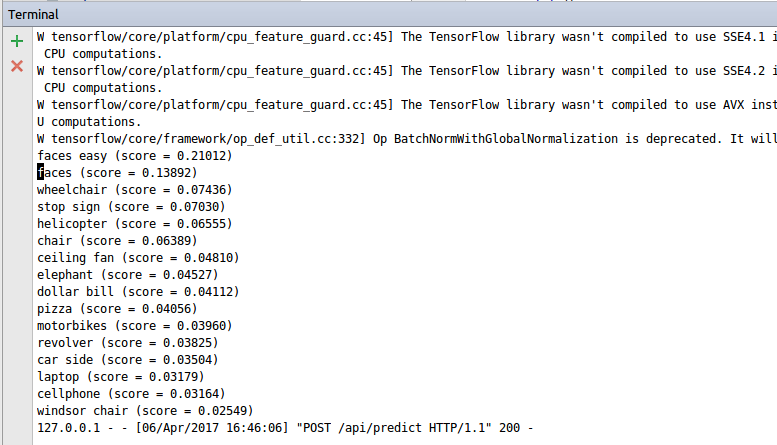 Terminal
W tensorflow/core/platform/cpu_feature_guard.cc:45] The TensorFlow library wasn't compiled to use SSE4.1 i
CPU computations.
W tensorflow/core/platform/cpu_feature_guard.cc:45] The TensorFlow library wasn't compiled to use SSE4.2 i
CPU computations.
W tensorflow/core/platform/cpu_feature_guard.cc:45] The TensorFlow library wasn't compiled to use AVX inst
U computations.
W tensorflow/core/framework/op_def_util.cc:332] Op BatchNormWithGlobalNormalization is deprecated. It will
faces easy (score = 0.21012)
faces (score = 0.13892)
wheelchair (score = 0.07436)
stop sign (score = 0.07030)
helicopter (score = 0.06555)
chair (score = 0.06389)
ceiling fan (score = 0.04810)
elephant (score = 0.04527)
dollar bill (score = 0.04112)
pizza (score = 0.04056)
motorbikes (score = 0.03960)
revolver (score = 0.03825)
car side (score = 0.03504)
laptop (score = 0.03179)
cellphone (score = 0.03164)
windsor chair (score = 0.02549)
127.0.0.1 - - [06/Apr/2017 16:46:06] "POST /api/predict HTTP/1.1" 200 -